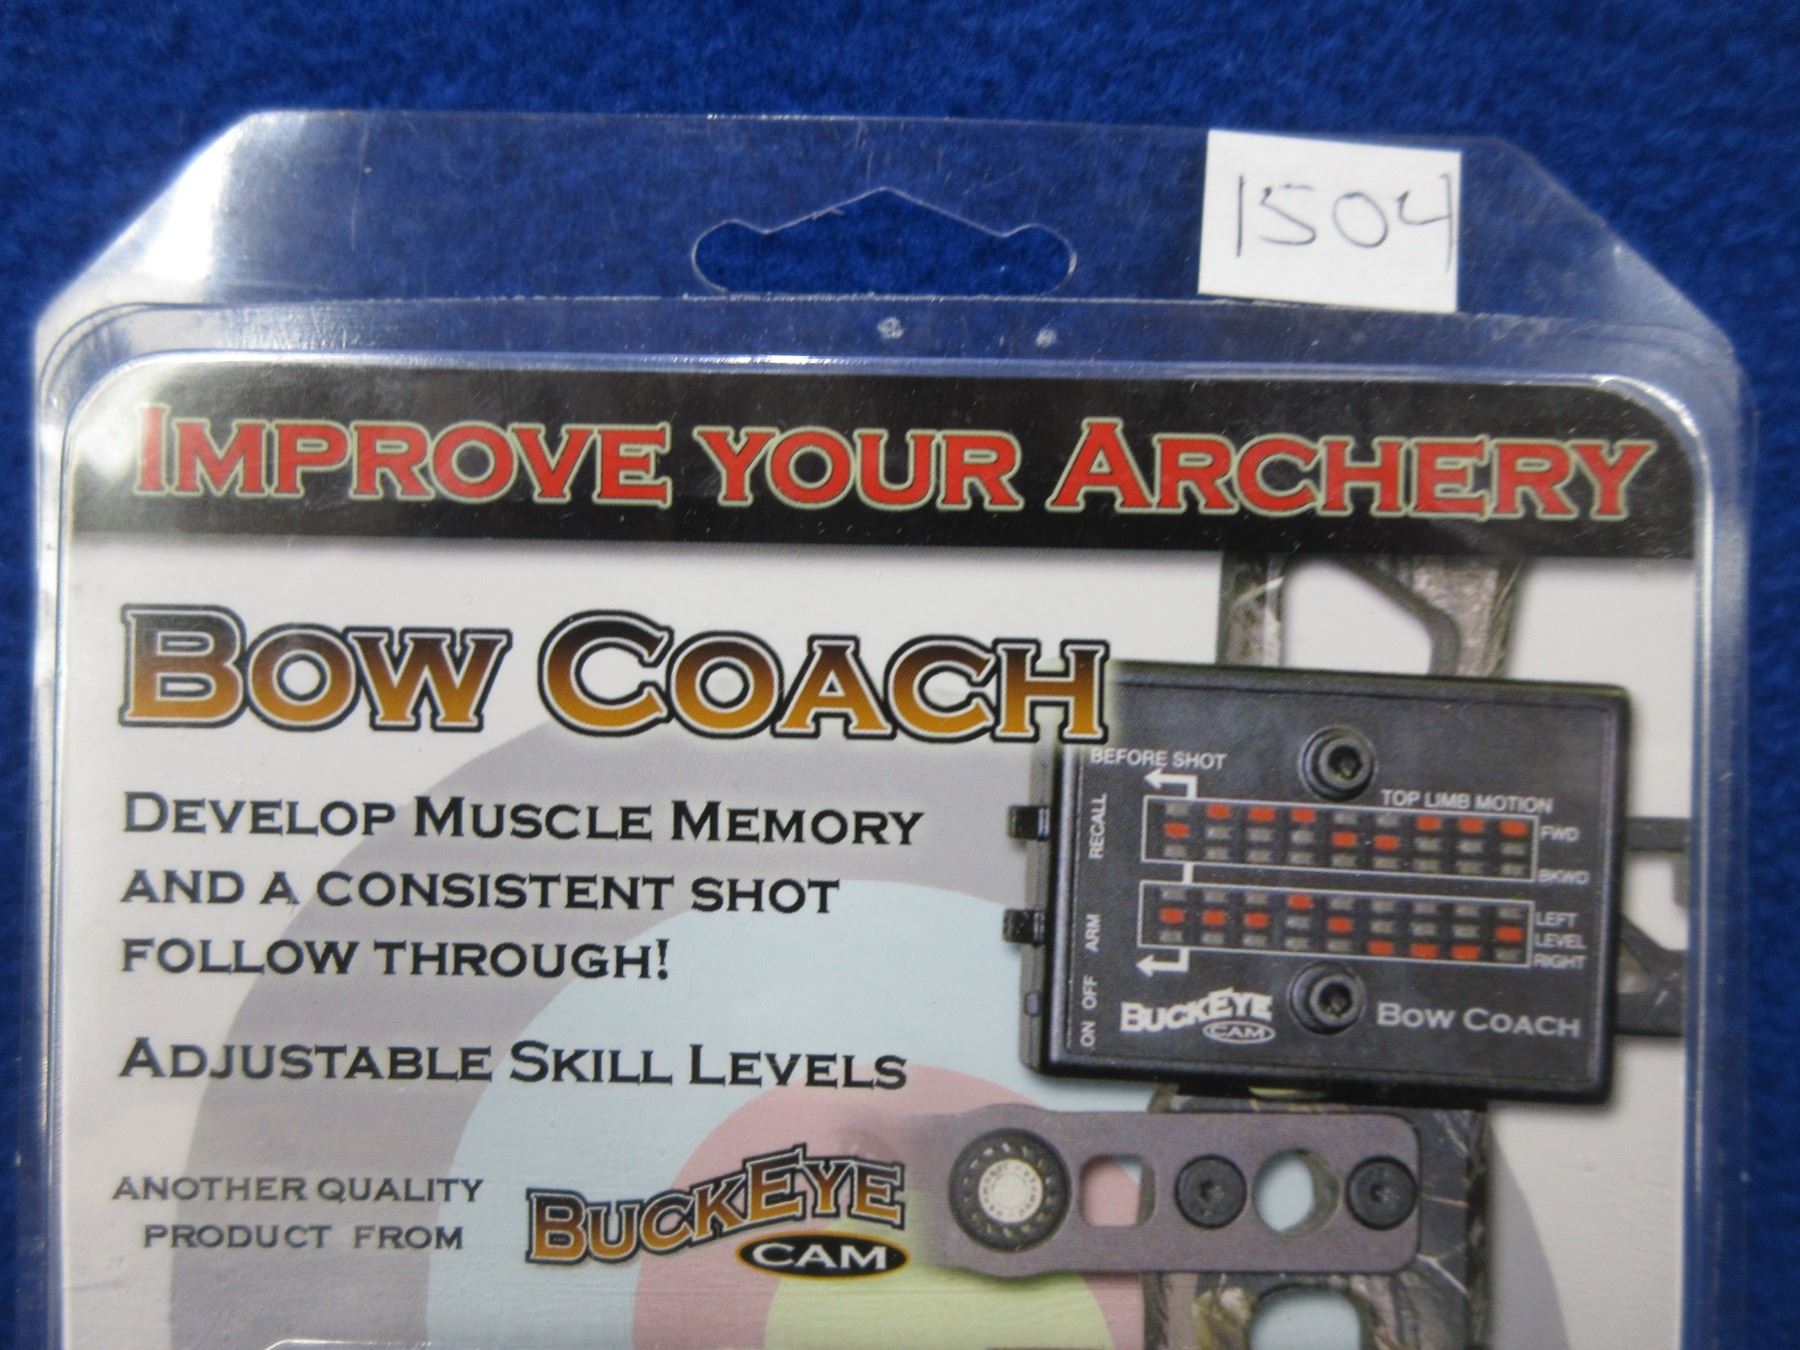 1504
IMPROVE YOUR ARCHERY
BOW COACH
DEVELOP MUSCLE MEMORY
AND A CONSISTENT SHOT
FOLLOW THROUGH!
ADJUSTABLE SKILL LEVELS
ANOTHER QUALITY
PRODUCT FROM
BUCKEYE
CAM
BEFORE SHOT
TOP LIMB MOTION
FWD
BKWD
LEFT
LEVEL
RIGHT
RECALL
ARM
ON OFF
BUCKEYE
CAM
BOW COACH